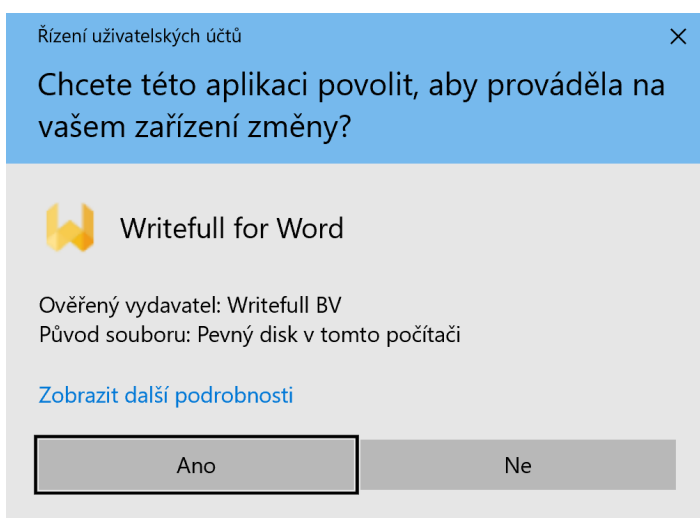 Řízení uživatelských účtů
Chcete této aplikaci povolit, aby prováděla na
vašem zařízení změny?
Writefull for Word
Ověřený vydavatel: Writefull BV
Původ souboru: Pevný disk v tomto počítači
Zobrazit další podrobnosti
Ano
Ne